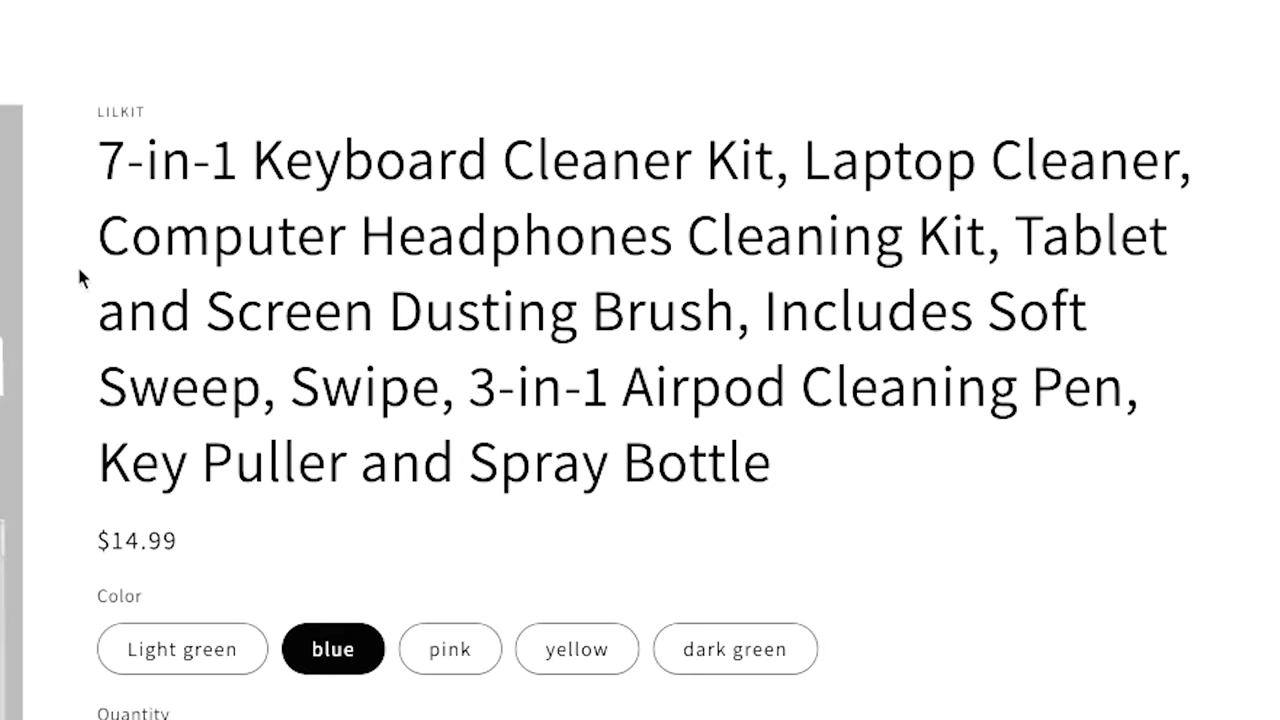 LILKIT
7-in-1 Keyboard Cleaner Kit, Laptop Cleaner,
Computer Headphones Cleaning Kit, Tablet
and Screen Dusting Brush, Includes Soft
Sweep, Swipe, 3-in-1 Airpod Cleaning Pen,
Key Puller and Spray Bottle
$14.99
Color
Light green blue pink yellow dark green
Quantity